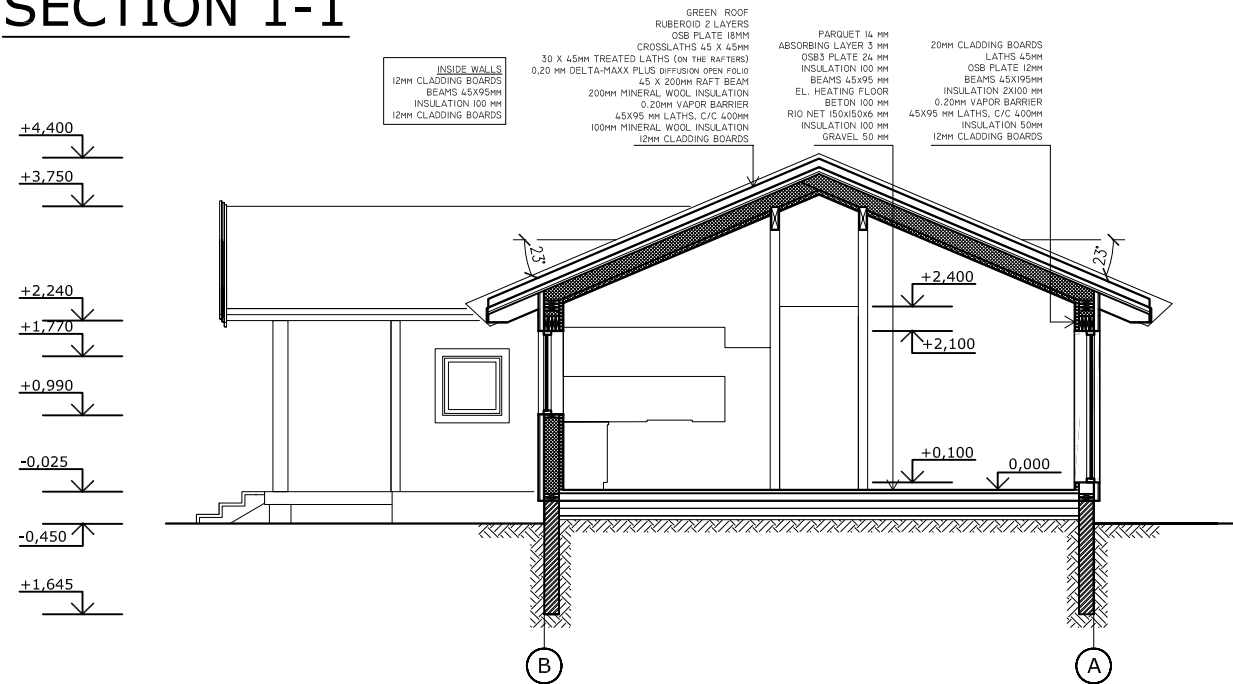 SECTION 1-1
INSIDE WALLS
12MM CLADDING BOARDS
BEAMS 45X95MM
INSULATION 100 MM
12MM CLADDING BOARDS
GREEN ROOF
RUBEROID 2 LAYERS
OSB PLATE 18MM
CROSSLATHS 45 X 45MM
30 X 45MM TREATED LATHS (ON THE RAFTERS)
0,20 MM DELTA-MAXX PLUS DIFFUSION OPEN FOLIO
45 X 200MM RAFT BEAM
200MM MINERAL WOOL INSULATION
0.20MM VAPOR BARRIER
45X95 MM LATHS, C/C 400MM
100MM MINERAL WOOL INSULATION
12MM CLADDING BOARDS
PARQUET 14 MM
ABSORBING LAYER 3 MM
OSB3 PLATE 24 MM
INSULATION 100 MM
BEAMS 45X95 MM
EL. HEATING FLOOR
BETON 100 MM
RIO NET 150X150X6 MM
INSULATION 100 MM
GRAVEL 50 MM
20MM CLADDING BOARDS
LATHS 45MM
OSB PLATE 12MM
BEAMS 45X195MM
INSULATION 2X100 MM
0.20MM VAPOR BARRIER
45X95 MM LATHS, C/C 400MM
INSULATION 50MM
12MM CLADDING BOARDS
+4,400
+3,750
+2,240
+1,770
+0,990
-0,025
-0,450
+1,645
23°
23°
+2,400
+2,100
+0,100
0,000
B
A